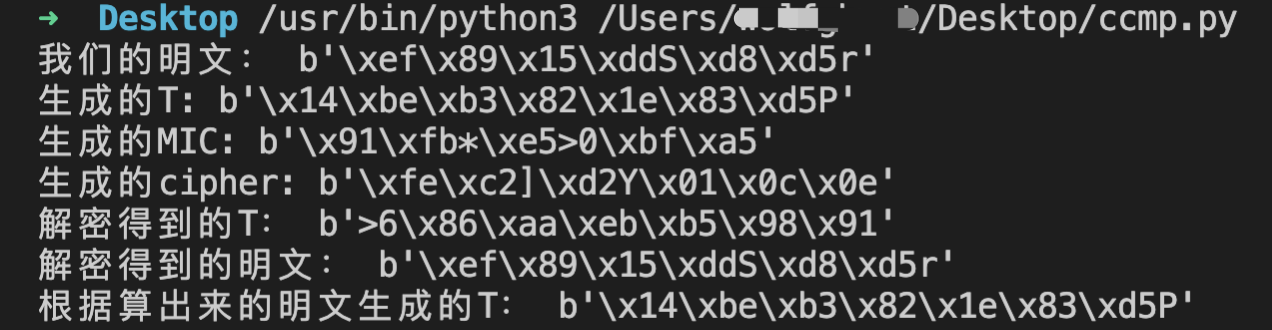 ➜ Desktop /usr/bin/python3 /Users/ /Desktop/ccmp.py
我们的明文： b'\xef\x89\x15\xddS\xd8\xd5r'
生成的T: b'\x14\xbe\xb3\x82\x1e\x83\xd5P'
生成的MIC: b'\x91\xfb*\xe5>0\xbf\xa5'
生成的cipher: b'\xfe\xc2]\xd2Y\x01\x0c\x0e'
解密得到的T： b'>6\x86\xaa\xeb\xb5\x98\x91'
解密得到的明文： b'\xef\x89\x15\xddS\xd8\xd5r'
根据算出来的明文生成的T： b'\x14\xbe\xb3\x82\x1e\x83\xd5P'